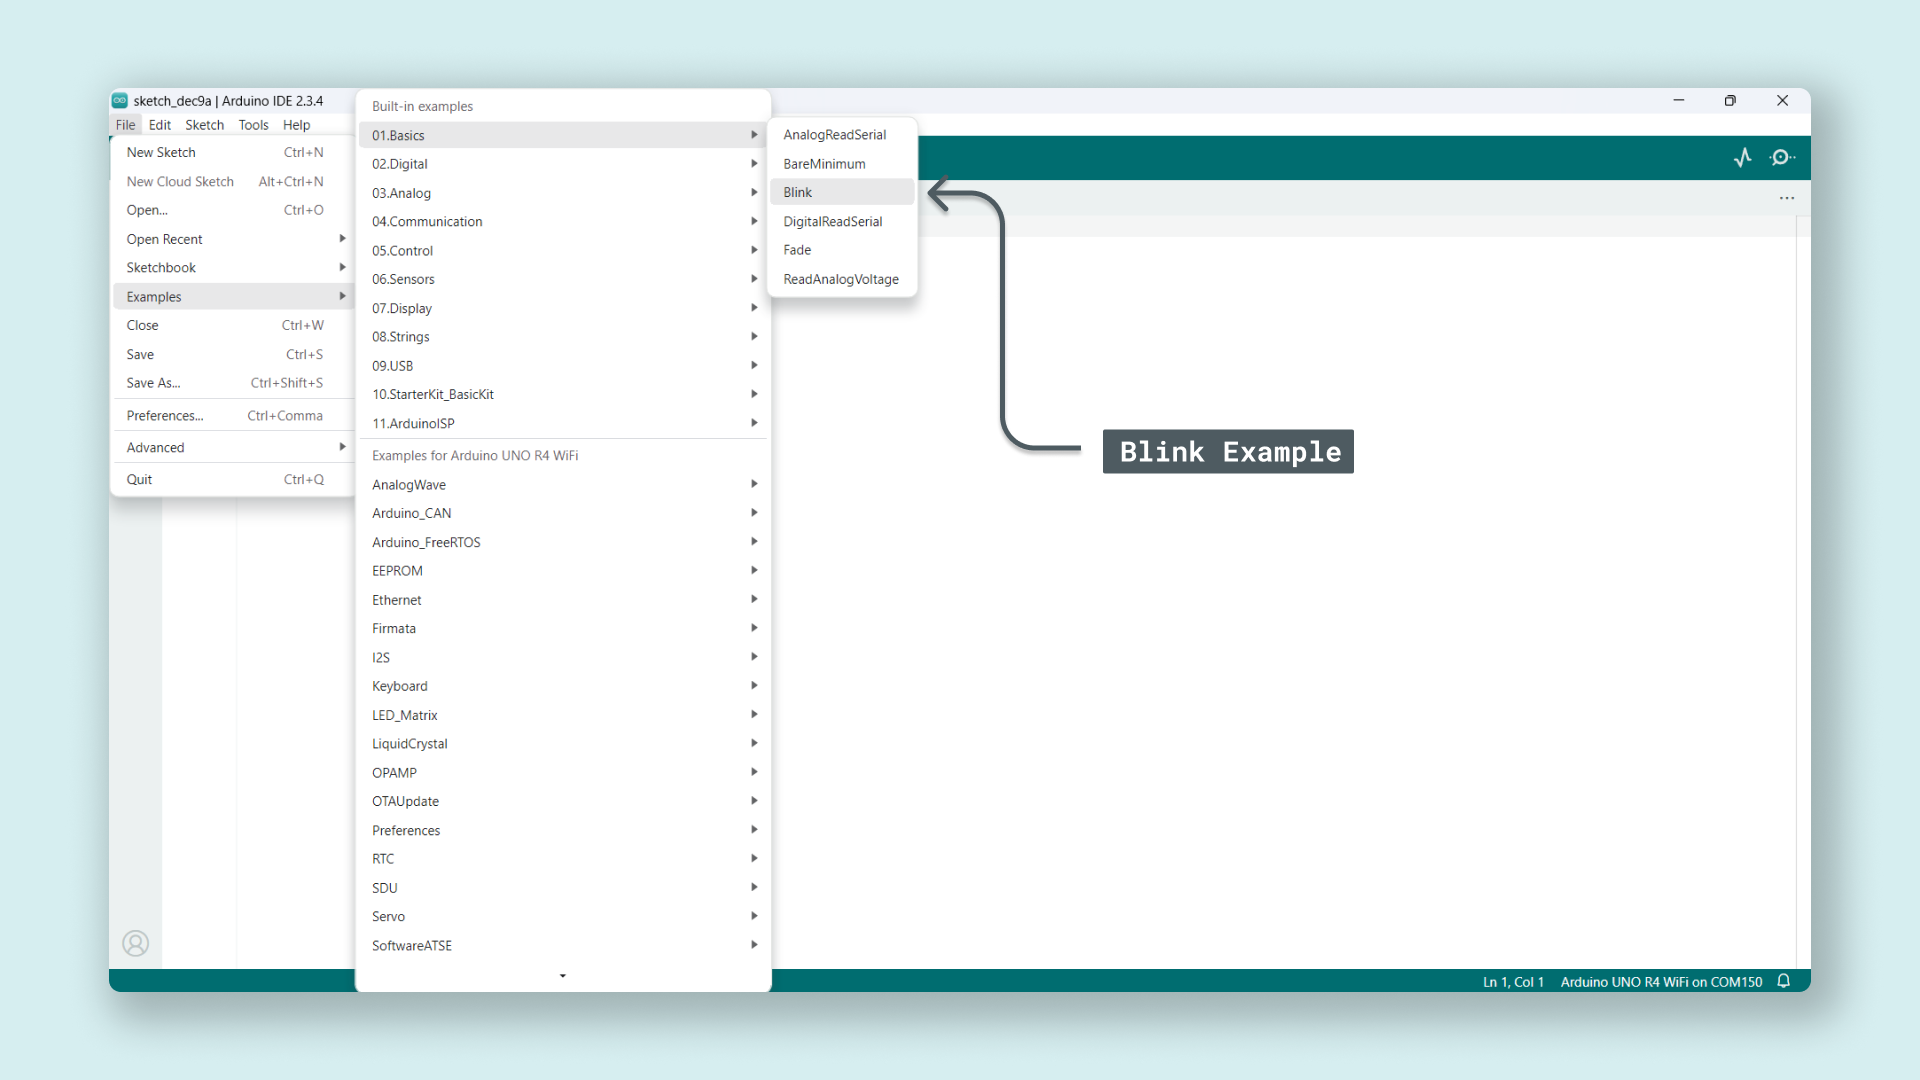 sketch_dec9a | Arduino IDE 2.3.4
File Edit Sketch Tools Help
New Sketch Ctrl+N
New Cloud Sketch Alt+Ctrl+N
Open... Ctrl+O
Open Recent
Sketchbook
Examples
Close Ctrl+W
Save Ctrl+S
Save As... Ctrl+Shift+S
Preferences... Ctrl+Comma
Advanced
Quit Ctrl+Q
Built-in examples
01.Basics
02.Digital
03.Analog
04.Communication
05.Control
06.Sensors
07.Display
08.Strings
09.USB
10.StarterKit_BasicKit
11.ArduinoISP
Examples for Arduino UNO R4 WiFi
AnalogWave
Arduino_CAN
Arduino_FreeRTOS
EEPROM
Ethernet
Firmata
I2S
Keyboard
LED_Matrix
LiquidCrystal
OPAMP
OTAUpdate
Preferences
RTC
SDU
Servo
SoftwareATSE
AnalogReadSerial
BareMinimum
Blink
DigitalReadSerial
Fade
ReadAnalogVoltage
Blink Example
Ln 1, Col 1 Arduino UNO R4 WiFi on COM150